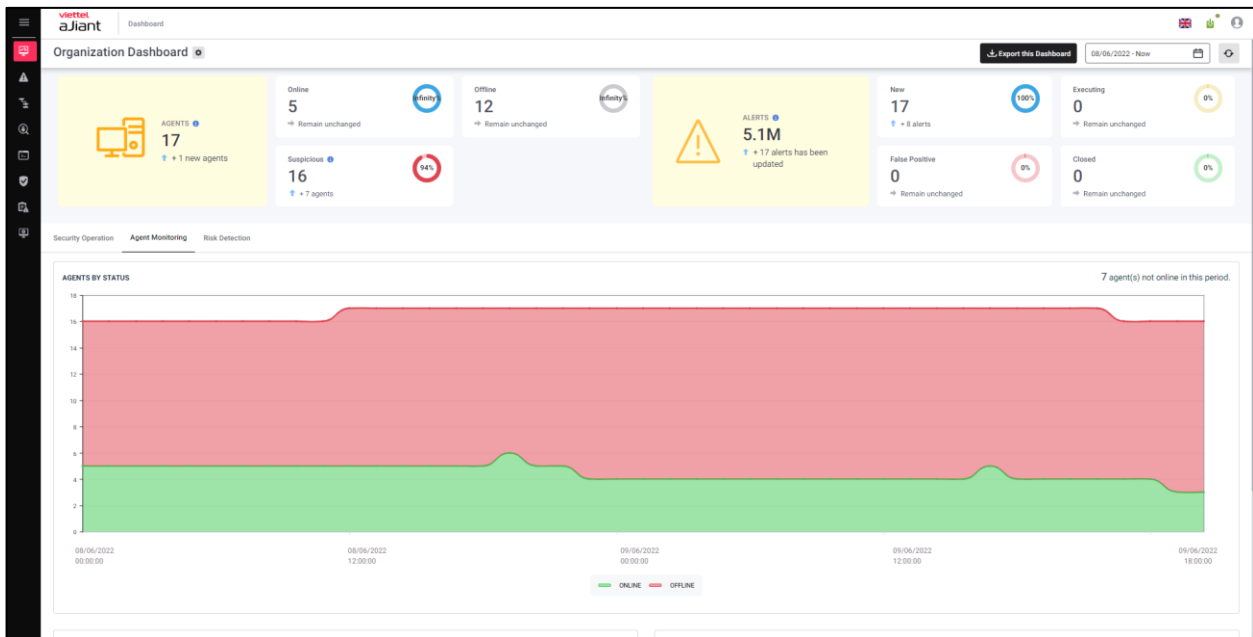 viettel
aJiant
Dashboard
Organization Dashboard
Export this Dashboard
08/06/2022 - Now
AGENTS
17
+ 1 new agents
Online
5
Remain unchanged
Infinity%
Offline
12
Remain unchanged
Infinity%
Suspicious
16
+ 7 agents
94%
ALERTS
5.1M
+ 17 alerts has been
updated
New
17
+ 8 alerts
100%
Executing
0
Remain unchanged
0%
False Positive
0
Remain unchanged
0%
Closed
0
Remain unchanged
0%
Security Operation
Agent Monitoring
Risk Detection
AGENTS BY STATUS
7 agent(s) not online in this period.
18
16
14
12
10
8
6
4
2
0
08/06/2022
00:00:00
08/06/2022
12:00:00
09/06/2022
00:00:00
09/06/2022
12:00:00
09/06/2022
18:00:00
ONLINE
OFFLINE